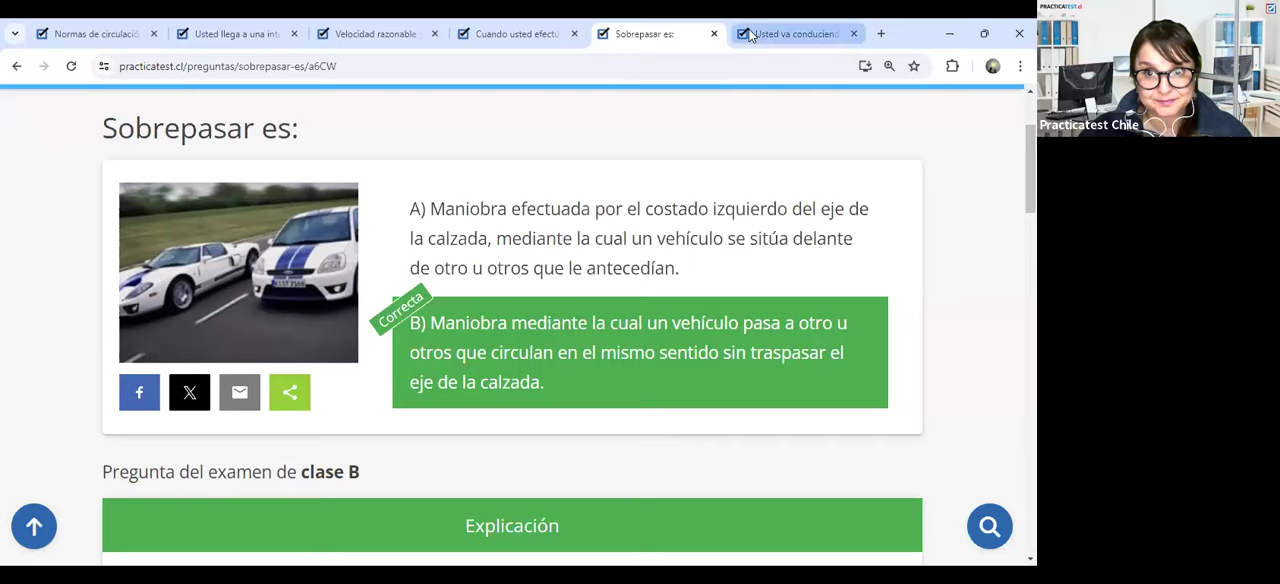 Normas de circulació
Usted llega a una int
Velocidad razonable y
Cuando usted efectú
Sobrepasar es:
Usted va conduciend
practicatest.cl/preguntas/sobrepasar-es/a6CW
PRACTICATEST.cl
Practicatest Chile
Sobrepasar es:
A) Maniobra efectuada por el costado izquierdo del eje de
la calzada, mediante la cual un vehículo se sitúa delante
de otro u otros que le antecedían.
Correcta
B) Maniobra mediante la cual un vehículo pasa a otro u
otros que circulan en el mismo sentido sin traspasar el
eje de la calzada.
Pregunta del examen de clase B
Explicación